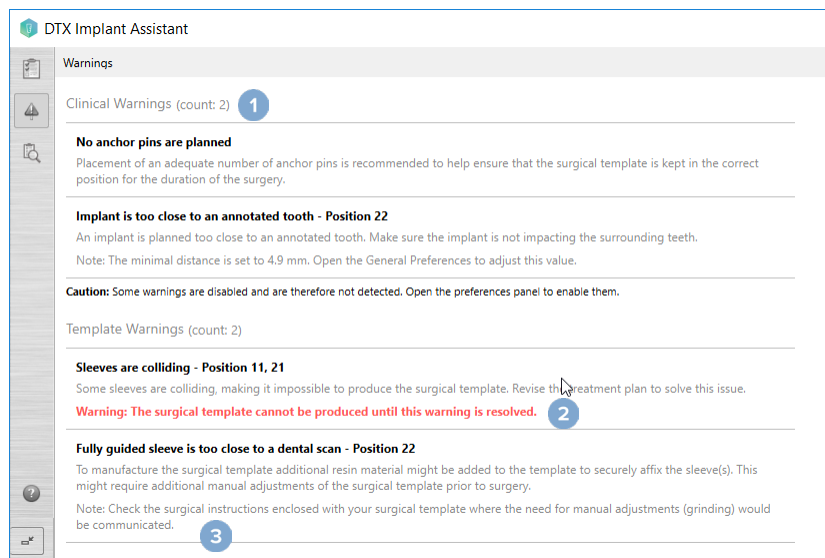 DTX Implant Assistant
Warnings
Clinical Warnings (count: 2) 1
No anchor pins are planned
Placement of an adequate number of anchor pins is recommended to help ensure that the surgical template is kept in the correct
position for the duration of the surgery.
Implant is too close to an annotated tooth - Position 22
An implant is planned too close to an annotated tooth. Make sure the implant is not impacting the surrounding teeth.
Note: The minimal distance is set to 4.9 mm. Open the General Preferences to adjust this value.
Caution: Some warnings are disabled and are therefore not detected. Open the preferences panel to enable them.
Template Warnings (count: 2)
Sleeves are colliding - Position 11, 21
Some sleeves are colliding, making it impossible to produce the surgical template. Revise the treatment plan to solve this issue.
Warning: The surgical template cannot be produced until this warning is resolved. 2
Fully guided sleeve is too close to a dental scan - Position 22
To manufacture the surgical template additional resin material might be added to the template to securely affix the sleeve(s). This
might require additional manual adjustments of the surgical template prior to surgery.
Note: Check the surgical instructions enclosed with your surgical template where the need for manual adjustments (grinding) would
be communicated. 3
?